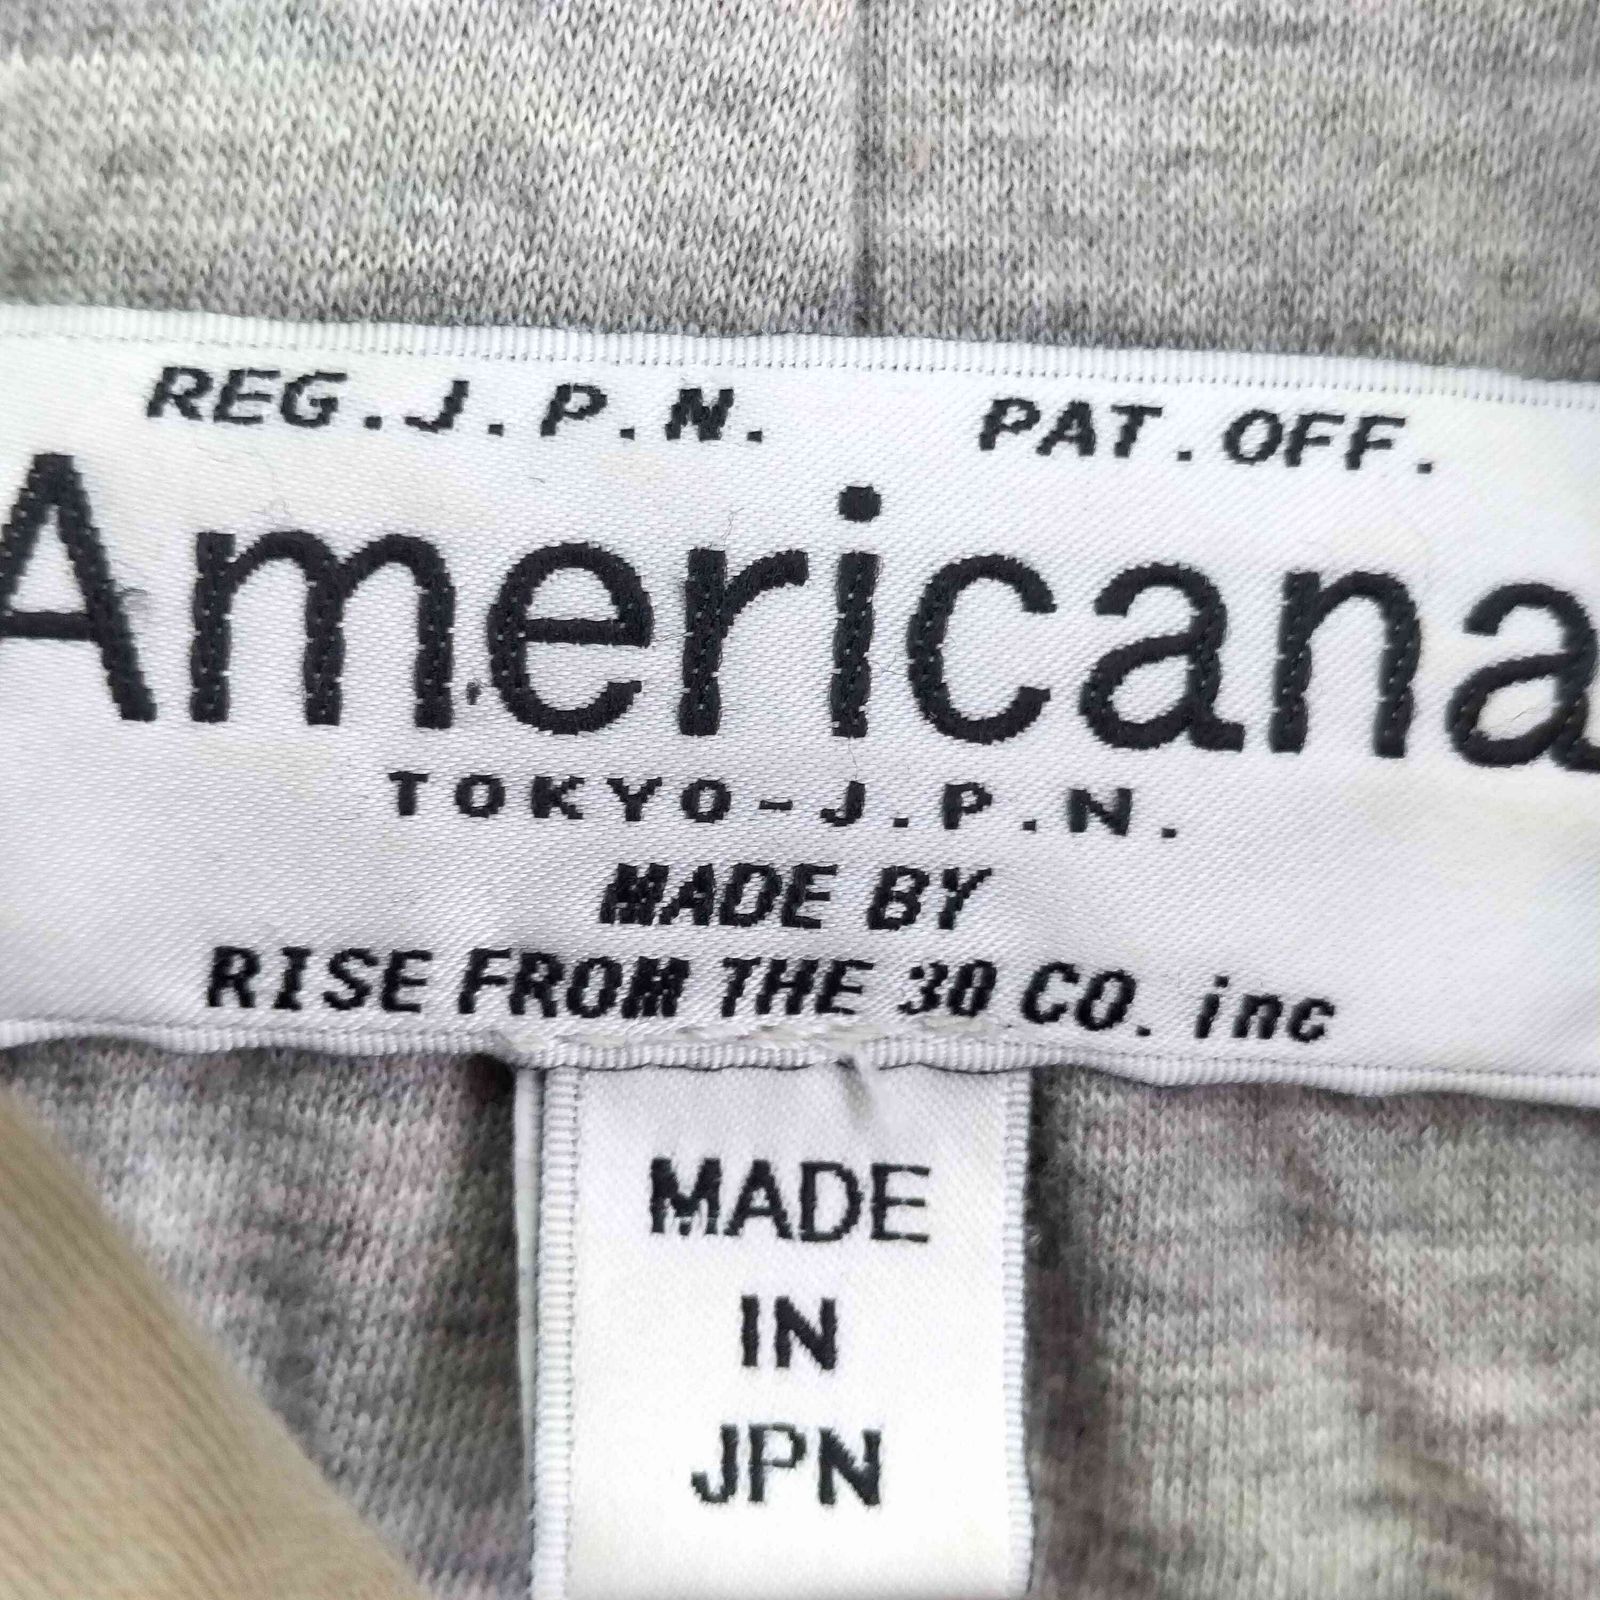 REG.J.P.N. PAT.OFF.
Americana
TOKYO-J.P.N.
MADE BY
RISE FROM THE 30 CO. inc
MADE
IN
JPN